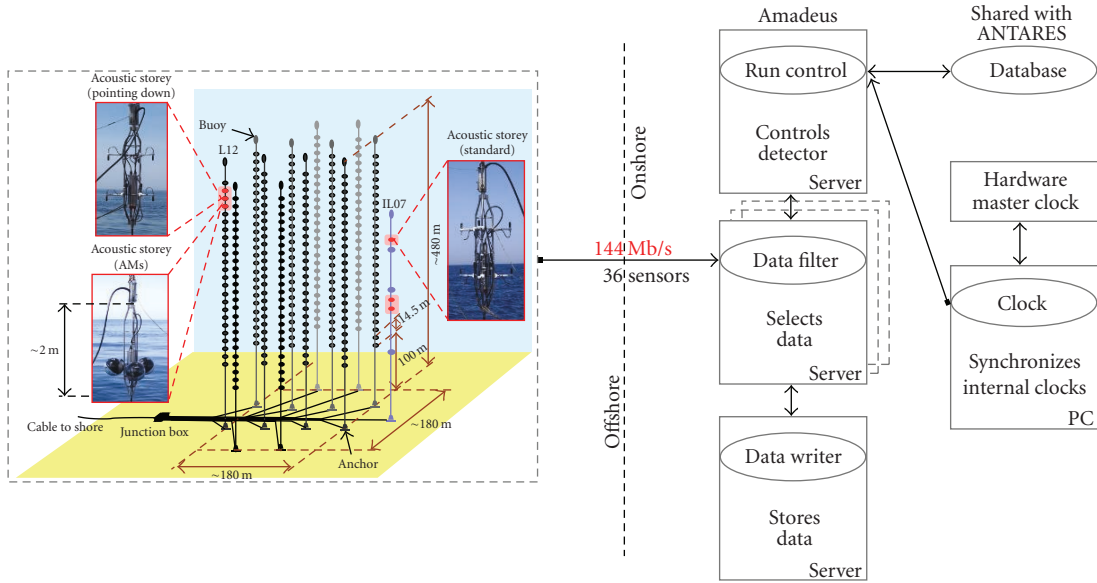 Acoustic storey
(pointing down)
Buoy
L12
Acoustic storey
(standard)
IL07
~480 m
Acoustic storey
(AMs)
14.5 m
100 m
~2 m
Cable to shore
Junction box
Anchor
~180 m
~180 m
Onshore
Offshore
144 Mb/s
36 sensors
Amadeus
Run control
Controls
detector
Server
Data filter
Selects
data
Server
Data writer
Stores
data
Server
Shared with
ANTARES
Database
Hardware
master clock
Clock
Synchronizes
internal clocks
PC